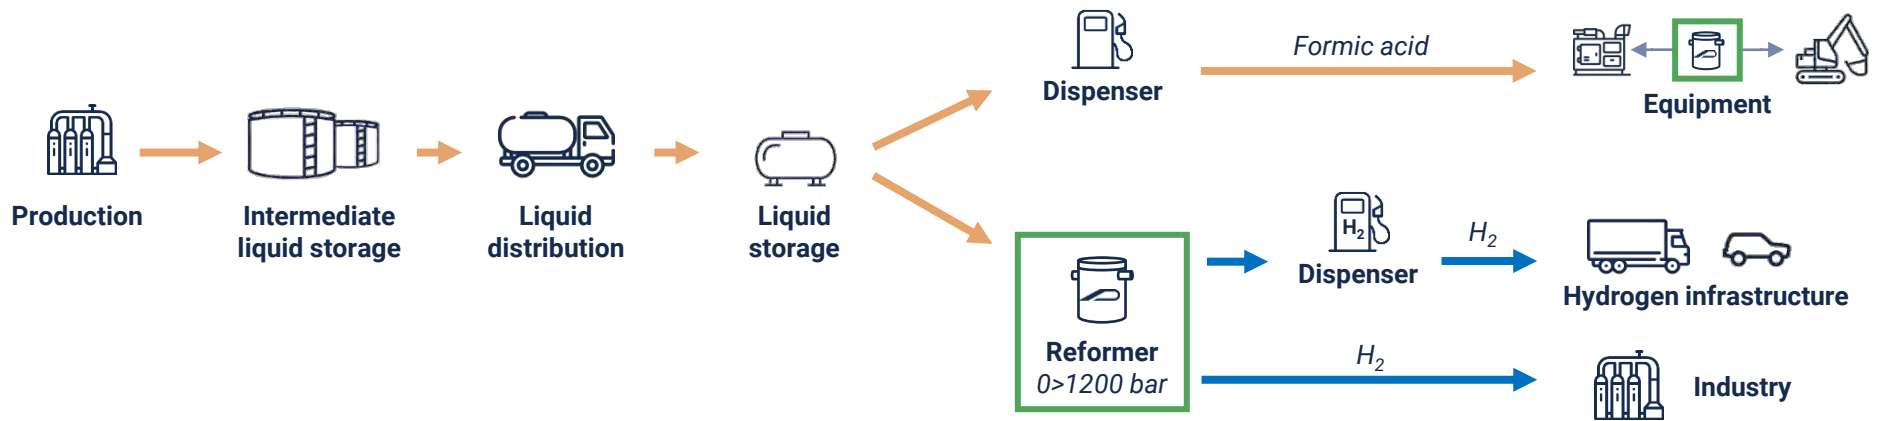 Production
Intermediate
liquid storage
Liquid
distribution
Liquid
storage
Dispenser
Formic acid
Equipment
Reformer
0>1200 bar
H₂
Dispenser
H₂
Hydrogen infrastructure
H₂
Industry